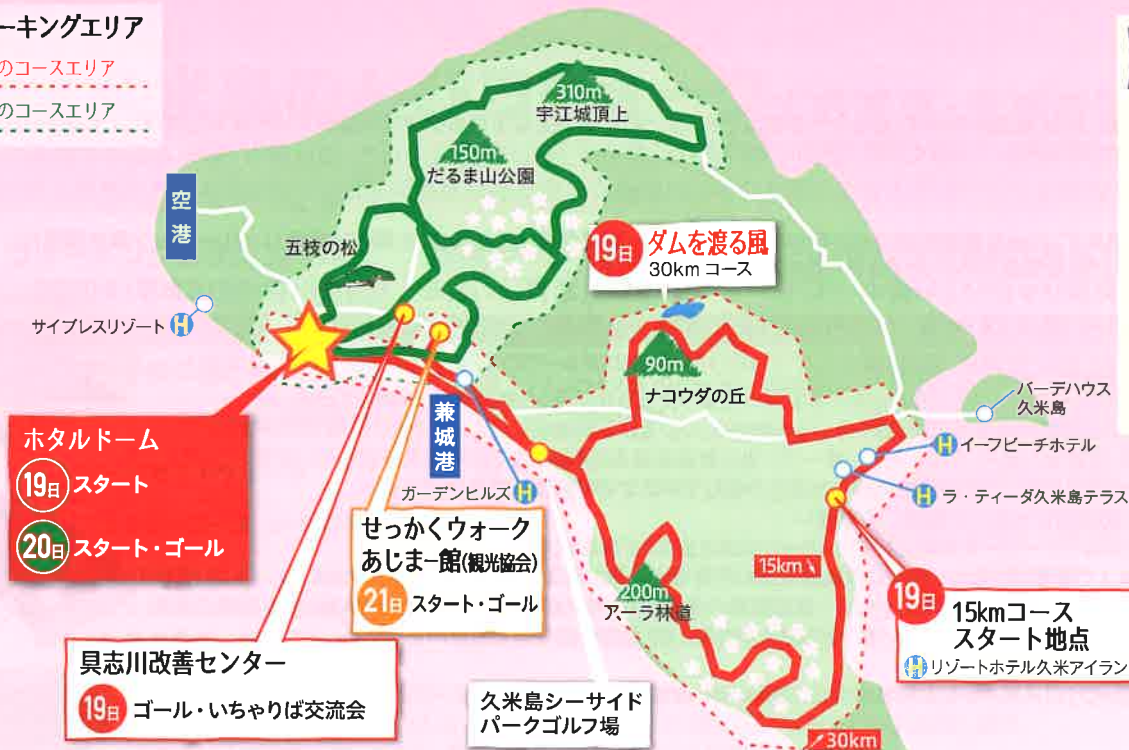 ーキングエリア
のコースエリア
のコースエリア
310m
宇江城頂上
150m
だるま山公園
空港
五枝の松
19日 ダムを渡る風
30kmコース
サイプレスリゾート H
90m
ナコウダの丘
バーデハウス
久米島
兼城港
H イーフビーチホテル
ガーデンヒルズ H
H ラ・ティーダ久米島テラス
ホタルドーム
19日 スタート
20日 スタート・ゴール
せっかくウォーク
あじまー館(観光協会)
21日 スタート・ゴール
15km
200m
アーラ林道
19日 15kmコース
スタート地点
H リゾートホテル久米アイラン
具志川改善センター
19日 ゴール・いちゃりば交流会
久米島シーサイド
パークゴルフ場
30km